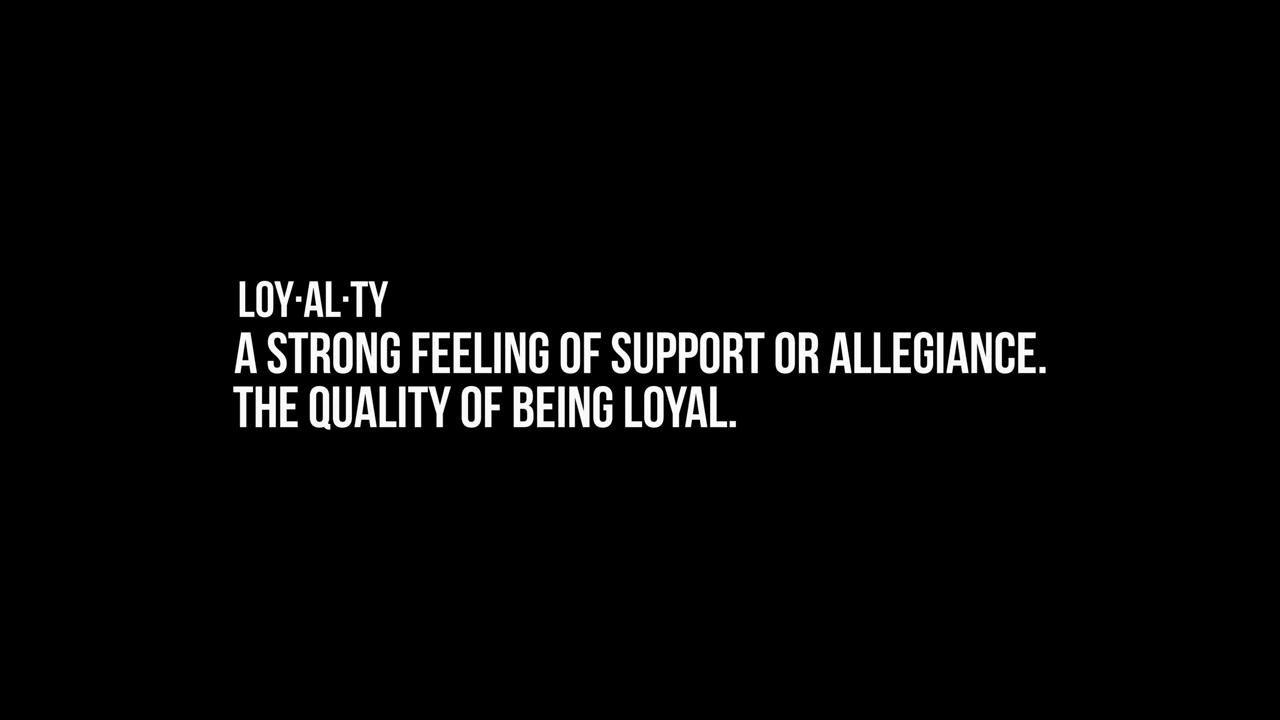 LOY·AL·TY
A STRONG FEELING OF SUPPORT OR ALLEGIANCE.
THE QUALITY OF BEING LOYAL.